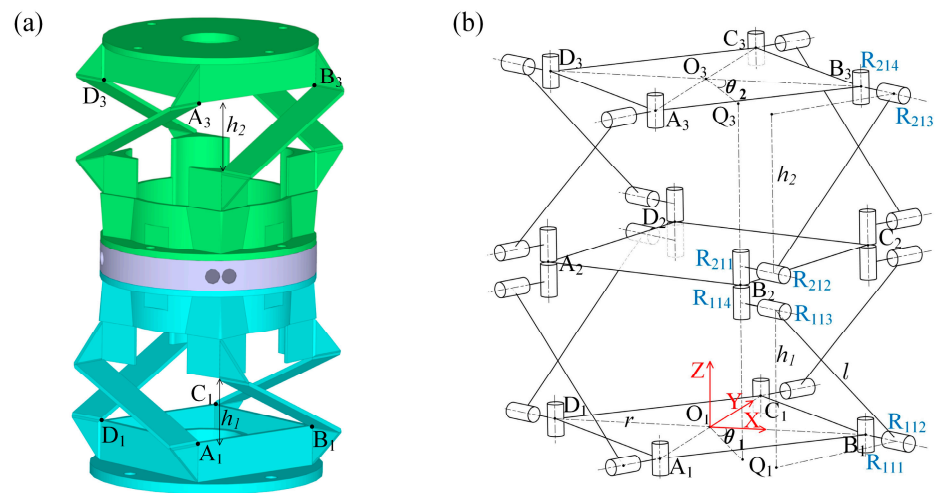 (a)
D₃
B₃
A₃
h₂
C₁
h₁
D₁
B₁
A₁
(b)
C₃
D₃
O₃
B₃
R₂₁₄
θ₂
A₃
Q₃
R₂₁₃
h₂
D₂
C₂
A₂
R₂₁₁
B₂
R₂₁₂
R₁₁₄
R₁₁₃
h₁
l
Z
D₁
Y
C₁
r
O₁
X
R₁₁₂
θ₁
B₁
A₁
Q₁
R₁₁₁